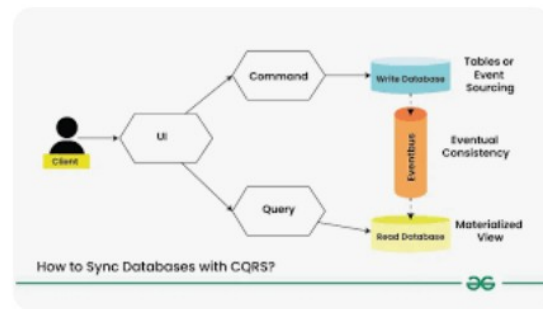 Command
Write Database
Tables or
Event
Sourcing
Client
UI
Eventbus
Eventual
Consistency
Query
Read Database
Materialized
View
How to Sync Databases with CQRS?